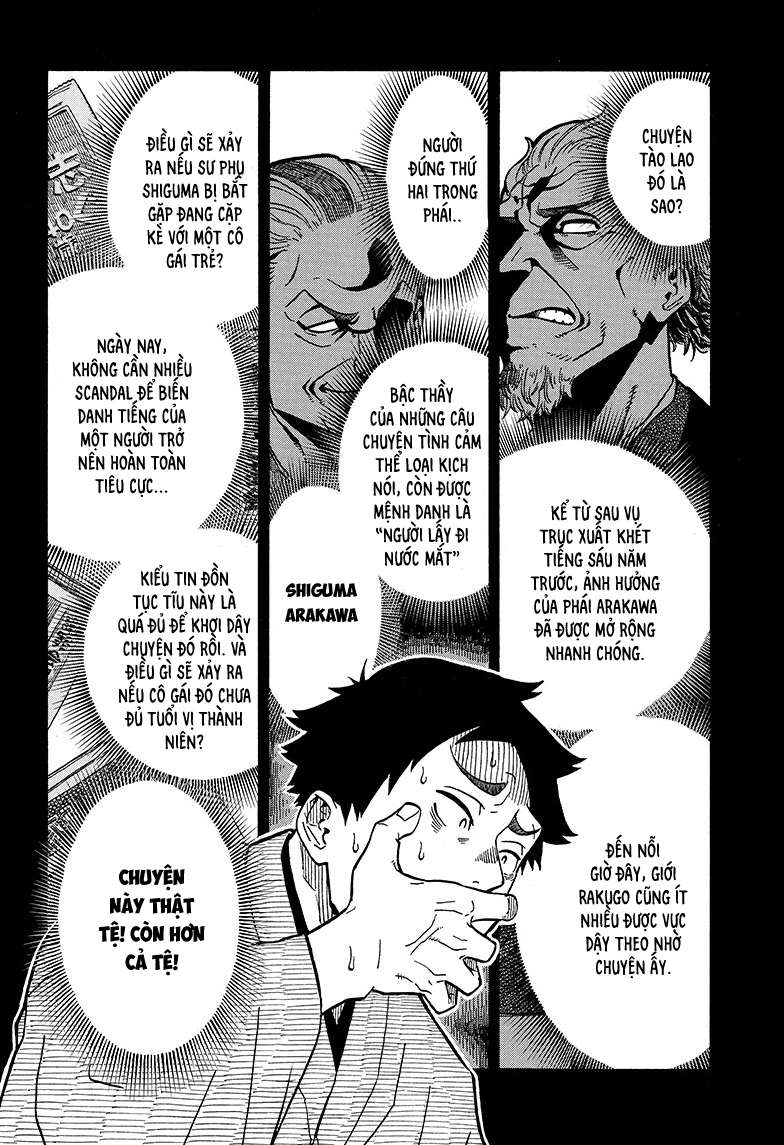 CHUYỆN
TÀO LAO
ĐÓ LÀ
SAO?
KỂ TỪ SAU VỤ
TRỤC XUẤT KHÉT
TIẾNG SÁU NĂM
TRƯỚC, ẢNH HƯỞNG
CỦA PHÁI ARAKAWA
ĐÃ ĐƯỢC MỞ RỘNG
NHANH CHÓNG.
ĐẾN NỖI
GIỜ ĐÂY, GIỚI
RAKUGO CŨNG ÍT
NHIỀU ĐƯỢC VỰC
DẬY THEO NHỜ
CHUYỆN ẤY.
NGƯỜI
ĐỨNG THỨ
HAI TRONG
PHÁI..
BẬC THẦY
CỦA NHỮNG CÂU
CHUYỆN TÌNH CẢM
THỂ LOẠI KỊCH
NÓI, CÒN ĐƯỢC
MỆNH DANH LÀ
“NGƯỜI LẤY ĐI
NƯỚC MẮT”
SHIGUMA
ARAKAWA
ĐIỀU GÌ SẼ XẢY
RA NẾU SƯ PHỤ
SHIGUMA BỊ BẮT
GẶP ĐANG CẶP
KÈ VỚI MỘT CÔ
GÁI TRẺ?
NGÀY NAY,
KHÔNG CẦN NHIỀU
SCANDAL ĐỂ BIẾN
DANH TIẾNG CỦA
MỘT NGƯỜI TRỞ
NÊN HOÀN TOÀN
TIÊU CỰC...
KIỂU TIN ĐỒN
TỤC TĨU NÀY LÀ
QUÁ ĐỦ ĐỂ KHƠI DẬY
CHUYỆN ĐÓ RỒI. VÀ
ĐIỀU GÌ SẼ XẢY RA
NẾU CÔ GÁI ĐÓ CHƯA
ĐỦ TUỔI VỊ THÀNH
NIÊN?
CHUYỆN
NÀY THẬT
TỆ! CÒN HƠN
CẢ TỆ!